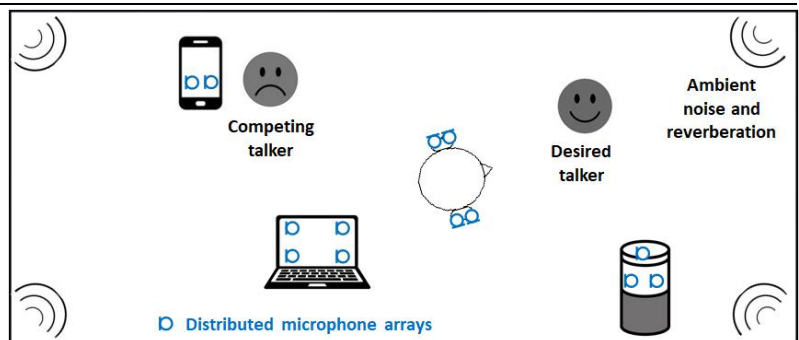 Competing
talker
Desired
talker
Ambient
noise and
reverberation
Distributed microphone arrays